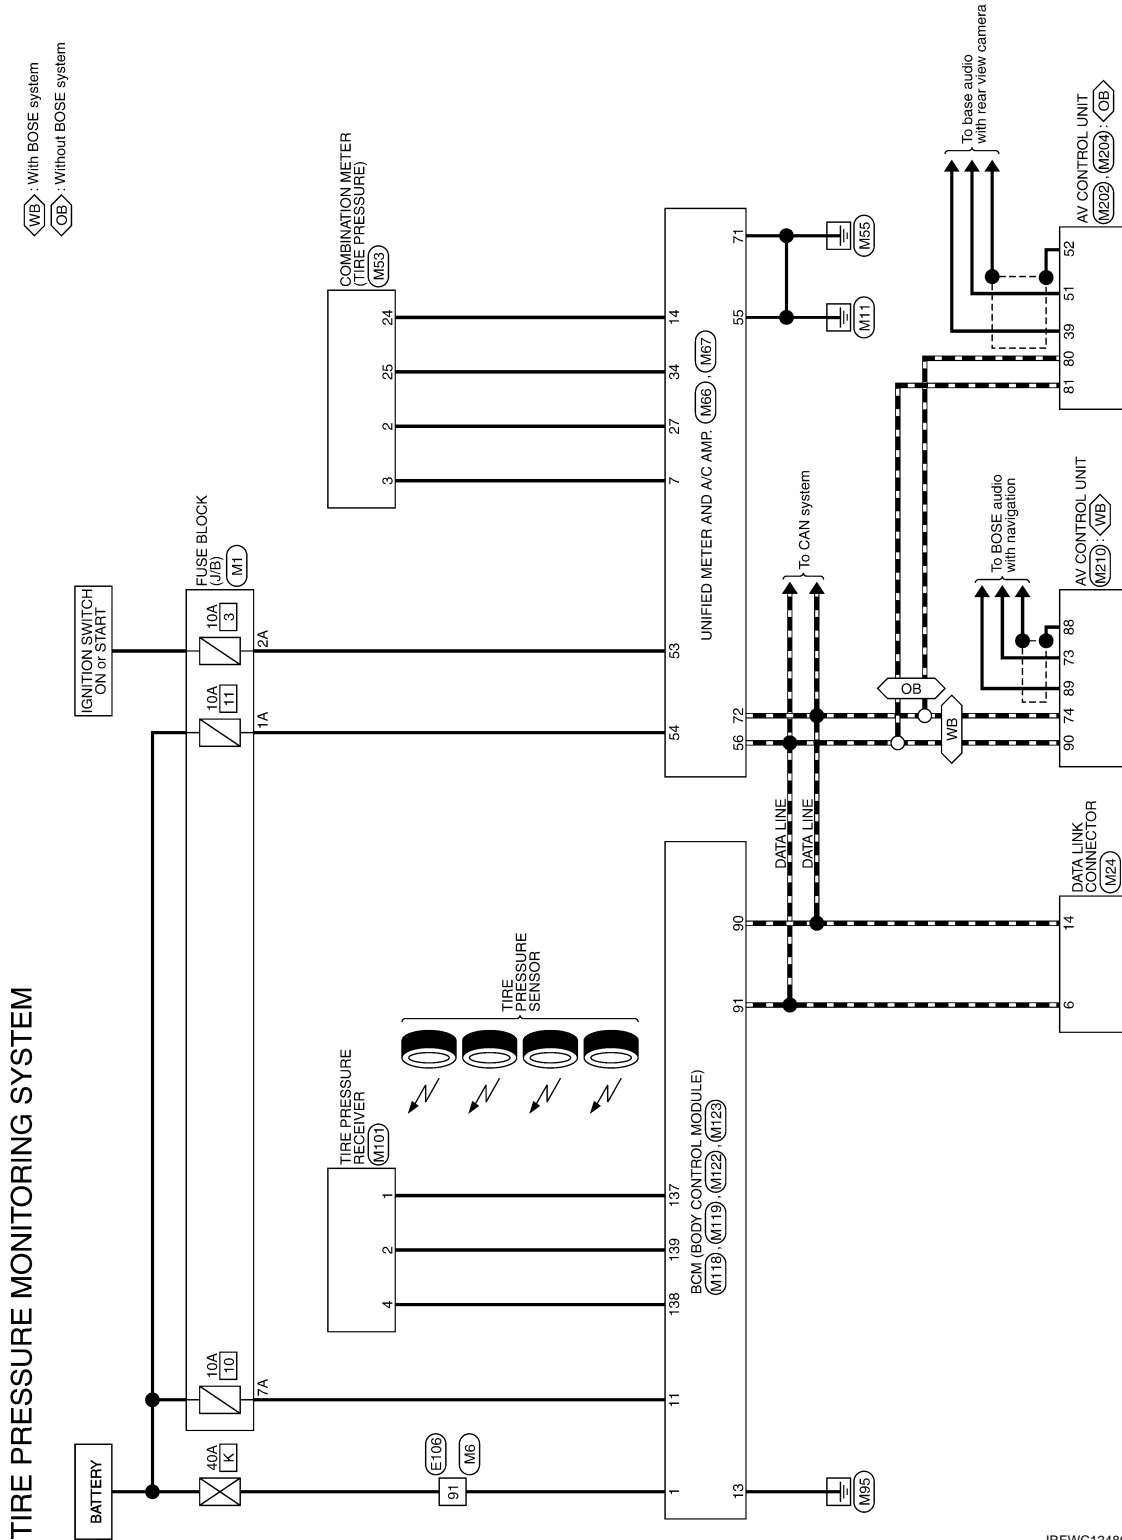 TIRE PRESSURE MONITORING SYSTEM
WB : With BOSE system
OB : Without BOSE system
BATTERY
IGNITION SWITCH
ON or START
40A
K
10A
10
10A
11
10A
3
FUSE BLOCK
(J/B)
M1
7A
1A
2A
E106
91
M6
TIRE PRESSURE
RECEIVER
M101
4
2
1
TIRE
PRESSURE
SENSOR
COMBINATION METER
(TIRE PRESSURE)
M53
3
2
25
24
1
11
138
139
137
BCM (BODY CONTROL MODULE)
M118 , M119 , M122 , M123
13
91
90
M95
54
53
7
27
34
14
UNIFIED METER AND A/C AMP. M66 , M67
56
72
55
71
M11
M55
DATA LINE
DATA LINE
To CAN system
OB
WB
To BOSE audio
with navigation
To base audio
with rear view camera
DATA LINK
CONNECTOR
M24
6
14
AV CONTROL UNIT
M210 : WB
90
74
89
73
88
AV CONTROL UNIT
M202 , M204 : OB
81
80
39
51
52